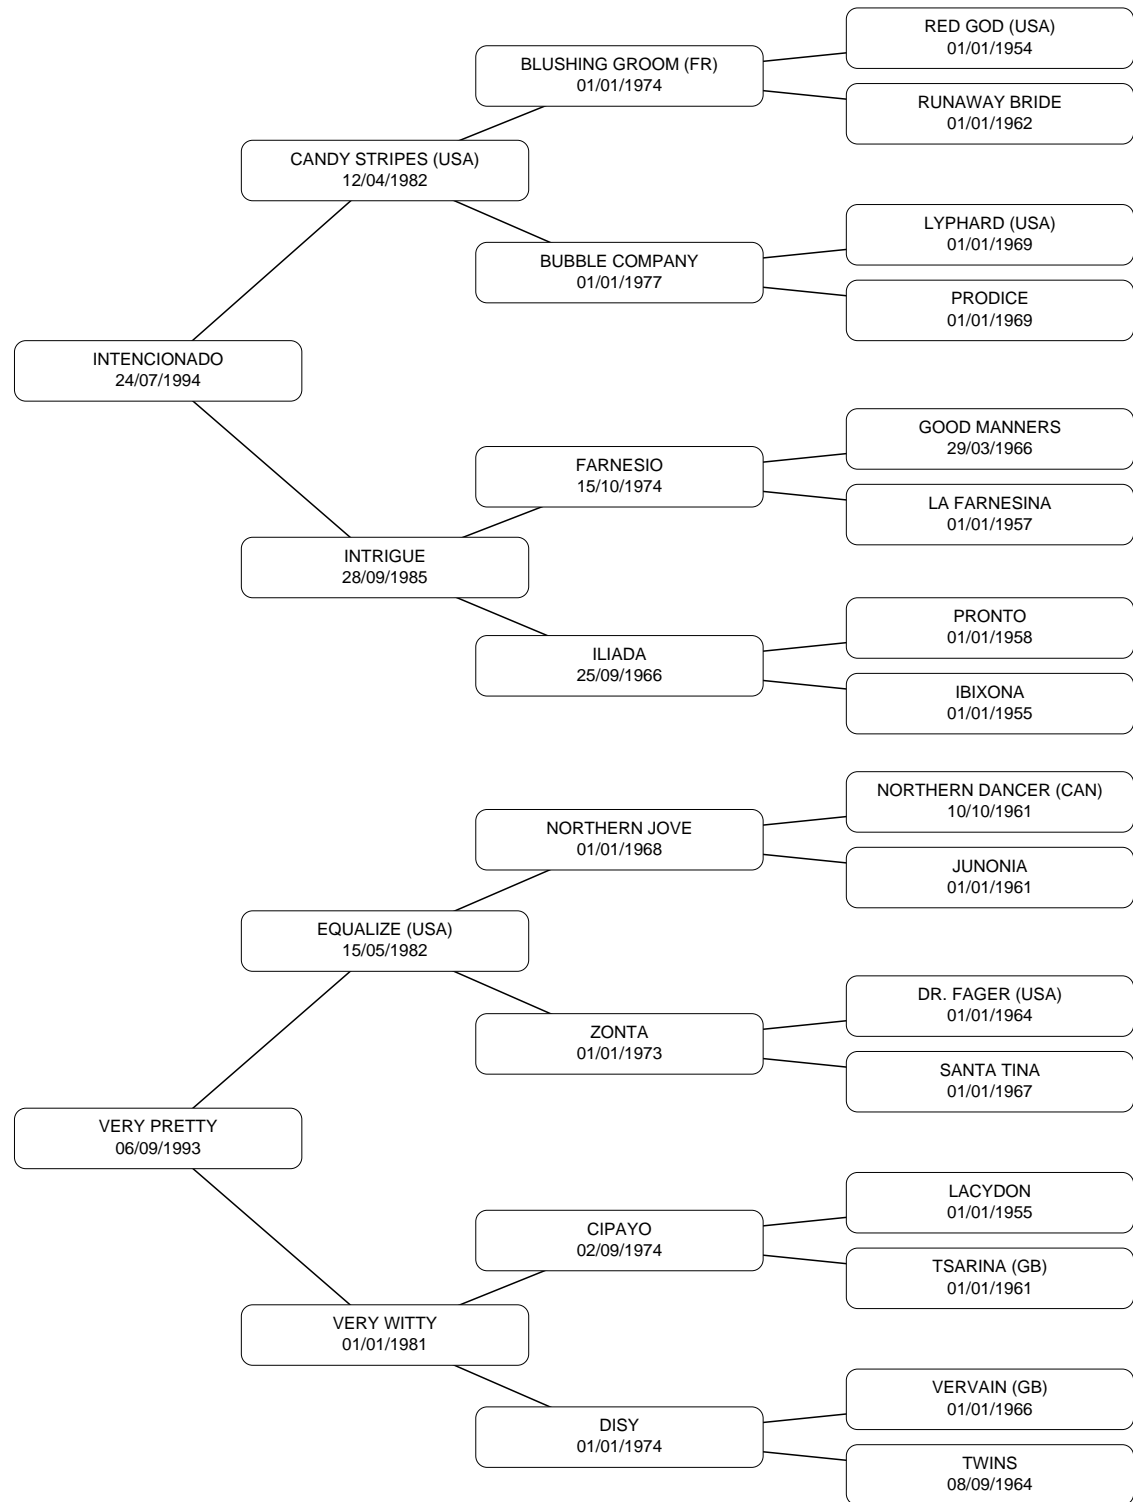 RED GOD (USA)
01/01/1954
BLUSHING GROOM (FR)
01/01/1974
RUNAWAY BRIDE
01/01/1962
CANDY STRIPES (USA)
12/04/1982
LYPHARD (USA)
01/01/1969
BUBBLE COMPANY
01/01/1977
PRODICE
01/01/1969
INTENCIONADO
24/07/1994
GOOD MANNERS
29/03/1966
FARNESIO
15/10/1974
LA FARNESINA
01/01/1957
INTRIGUE
28/09/1985
PRONTO
01/01/1958
ILIADA
25/09/1966
IBIXONA
01/01/1955
NORTHERN DANCER (CAN)
10/10/1961
NORTHERN JOVE
01/01/1968
JUNONIA
01/01/1961
EQUALIZE (USA)
15/05/1982
DR. FAGER (USA)
01/01/1964
ZONTA
01/01/1973
SANTA TINA
01/01/1967
VERY PRETTY
06/09/1993
LACYDON
01/01/1955
CIPAYO
02/09/1974
TSARINA (GB)
01/01/1961
VERY WITTY
01/01/1981
VERVAIN (GB)
01/01/1966
DISY
01/01/1974
TWINS
08/09/1964